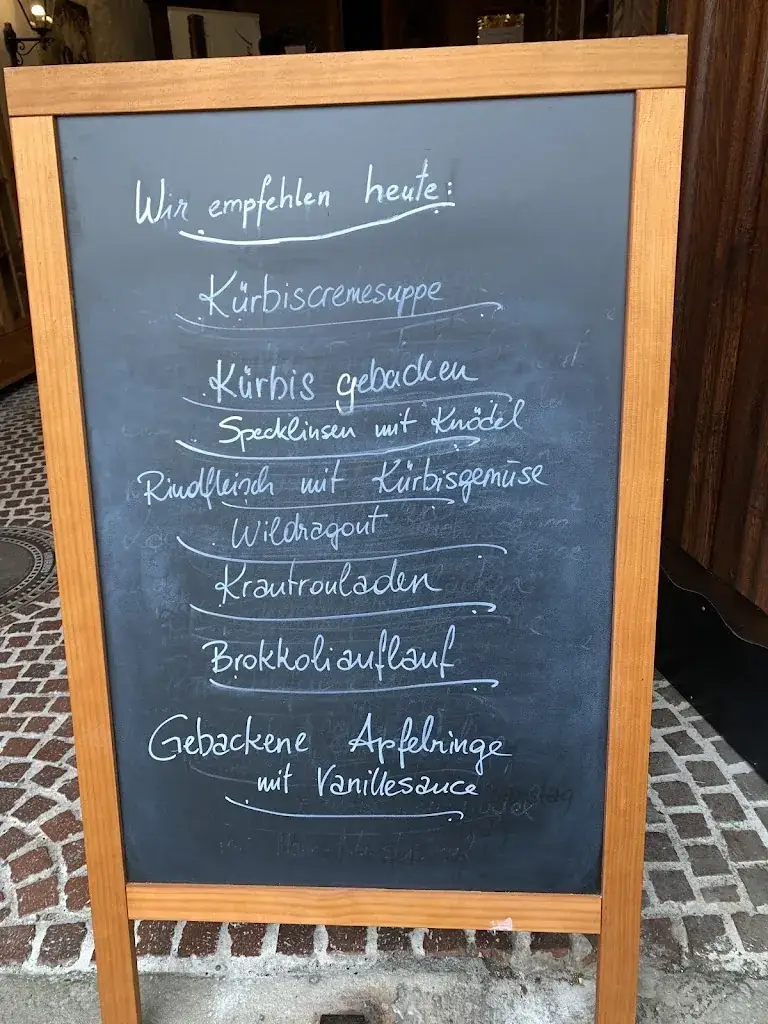 Wir empfehlen heute:
Kürbiscremesuppe
Kürbis gebacken
Specklinsen mit Knödel
Rindfleisch mit Kürbisgemüse
Wildragout
Krautrouladen
Brokkoliauflauf
Gebackene Apfelringe
mit Vanillesauce